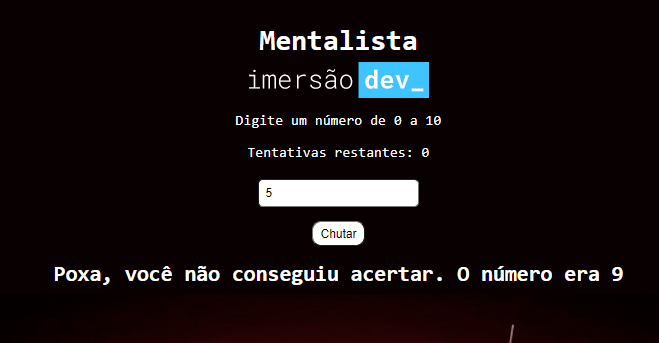 Mentalista
imersão dev_
Digite um número de 0 a 10
Tentativas restantes: 0
5
Chutar
Poxa, você não conseguiu acertar. O número era 9